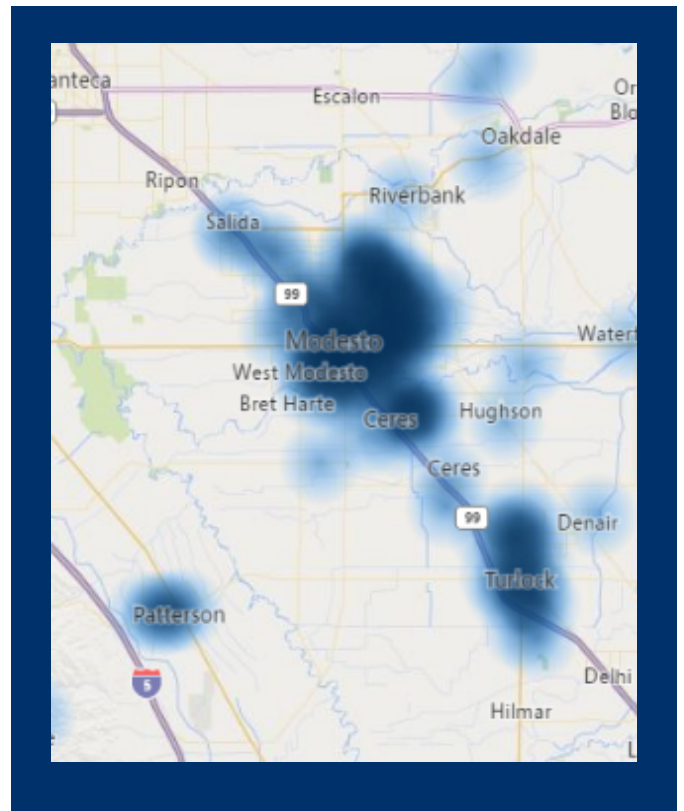 anteca
Escalon
Or
Blo
Oakdale
Ripon
Riverbank
Salida
99
Modesto
Waterf
West Modesto
Bret Harte
Ceres
Hughson
Ceres
99
Denair
Turlock
Patterson
5
Delhi
Hilmar
L